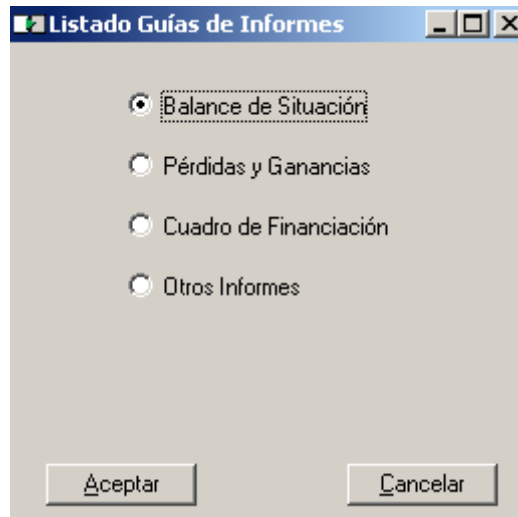 Listado Guías de Informes
Balance de Situación
Pérdidas y Ganancias
Cuadro de Financiación
Otros Informes
Aceptar Cancelar